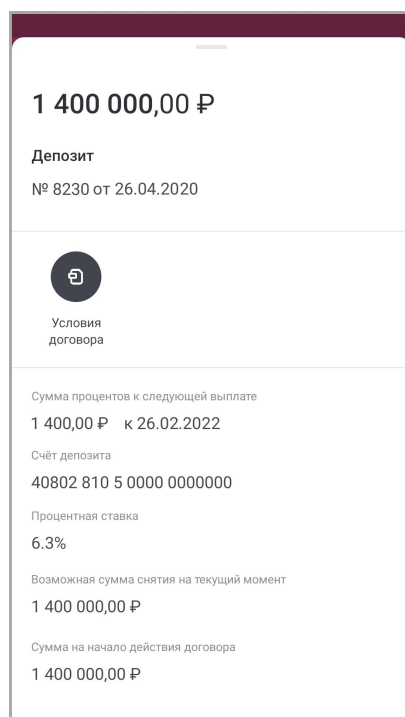 1 400 000,00 ₽
Депозит
№ 8230 от 26.04.2020
Условия
договора
Сумма процентов к следующей выплате
1 400,00 ₽ к 26.02.2022
Счёт депозита
40802 810 5 0000 0000000
Процентная ставка
6.3%
Возможная сумма снятия на текущий момент
1 400 000,00 ₽
Сумма на начало действия договора
1 400 000,00 ₽